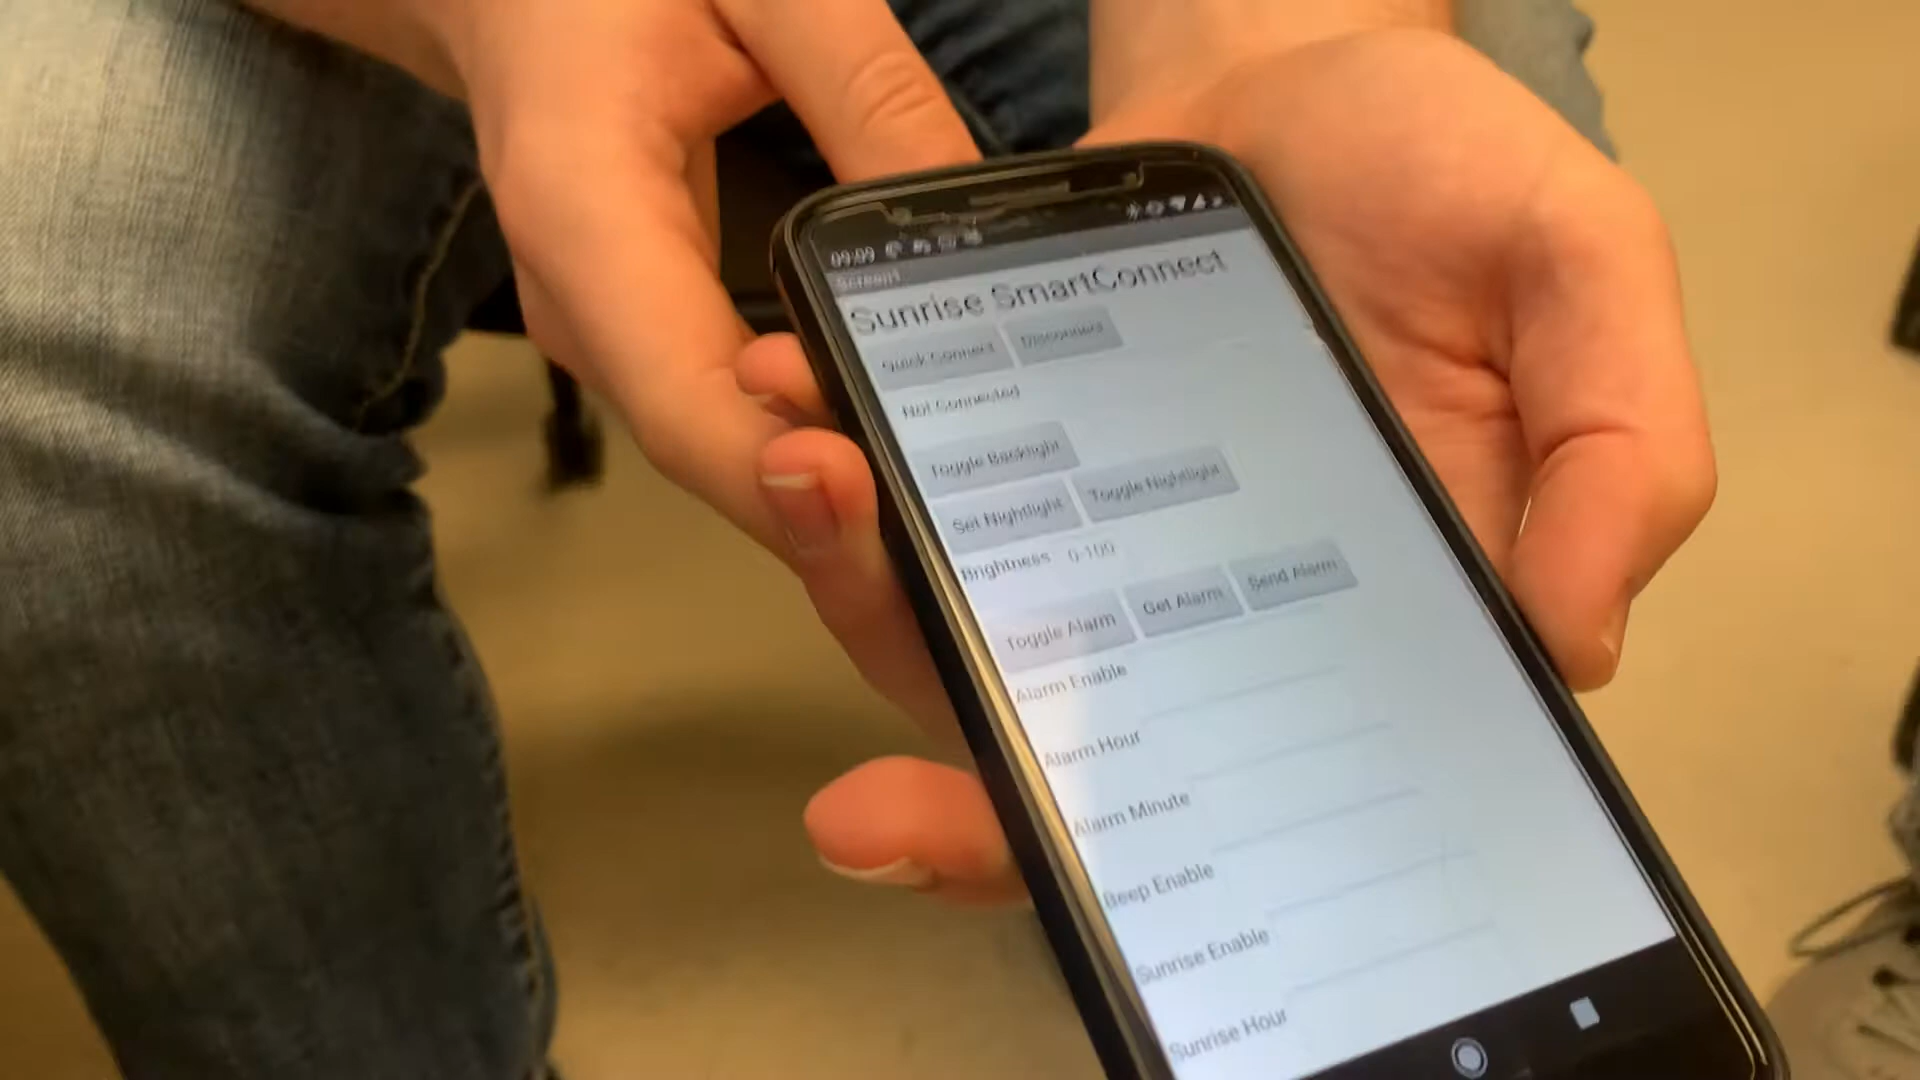 09:09
Screen1
Sunrise SmartConnect
Quick Connect Disconnect
Not Connected
Toggle Backlight
Set Nightlight Toggle Nightlight
Brightness 0-100
Toggle Alarm Get Alarm Send Alarm
Alarm Enable
Alarm Hour
Alarm Minute
Beep Enable
Sunrise Enable
Sunrise Hour